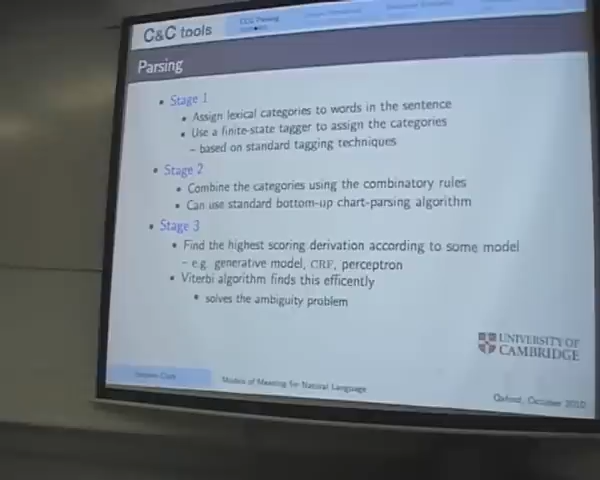 C&C tools
CCG Parsing
Parsing
• Stage 1
• Assign lexical categories to words in the sentence
• Use a finite-state tagger to assign the categories
– based on standard tagging techniques
• Stage 2
• Combine the categories using the combinatory rules
• Can use standard bottom-up chart-parsing algorithm
• Stage 3
• Find the highest scoring derivation according to some model
– e.g. generative model, CRF, perceptron
• Viterbi algorithm finds this efficently
• solves the ambiguity problem
UNIVERSITY OF
CAMBRIDGE
Stephen Clark
Models of Meaning for Natural Language
Oxford, October 2010